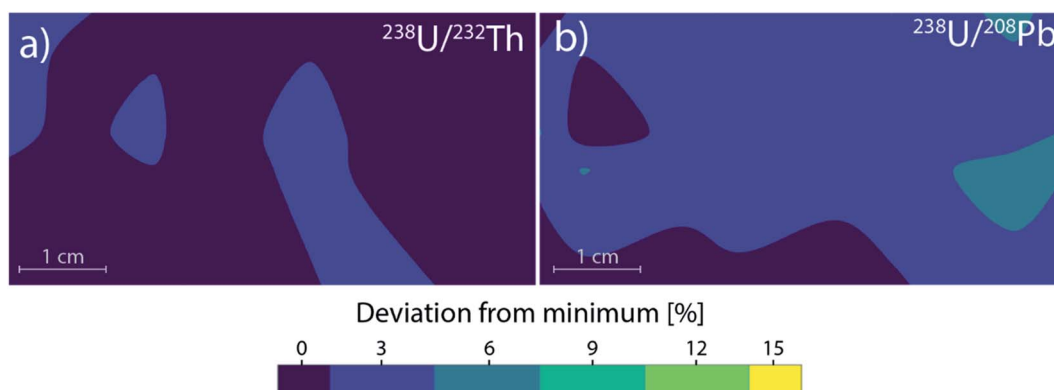 a) ²³⁸U/²³²Th
b) ²³⁸U/²⁰⁸Pb
1 cm
1 cm
Deviation from minimum [%]
0 3 6 9 12 15